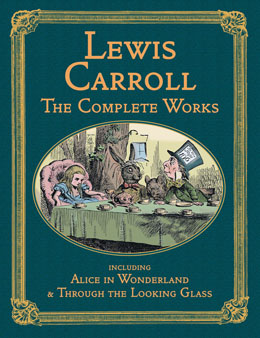 LEWIS
CARROLL
THE COMPLETE WORKS
INCLUDING
ALICE IN WONDERLAND
& THROUGH THE LOOKING GLASS